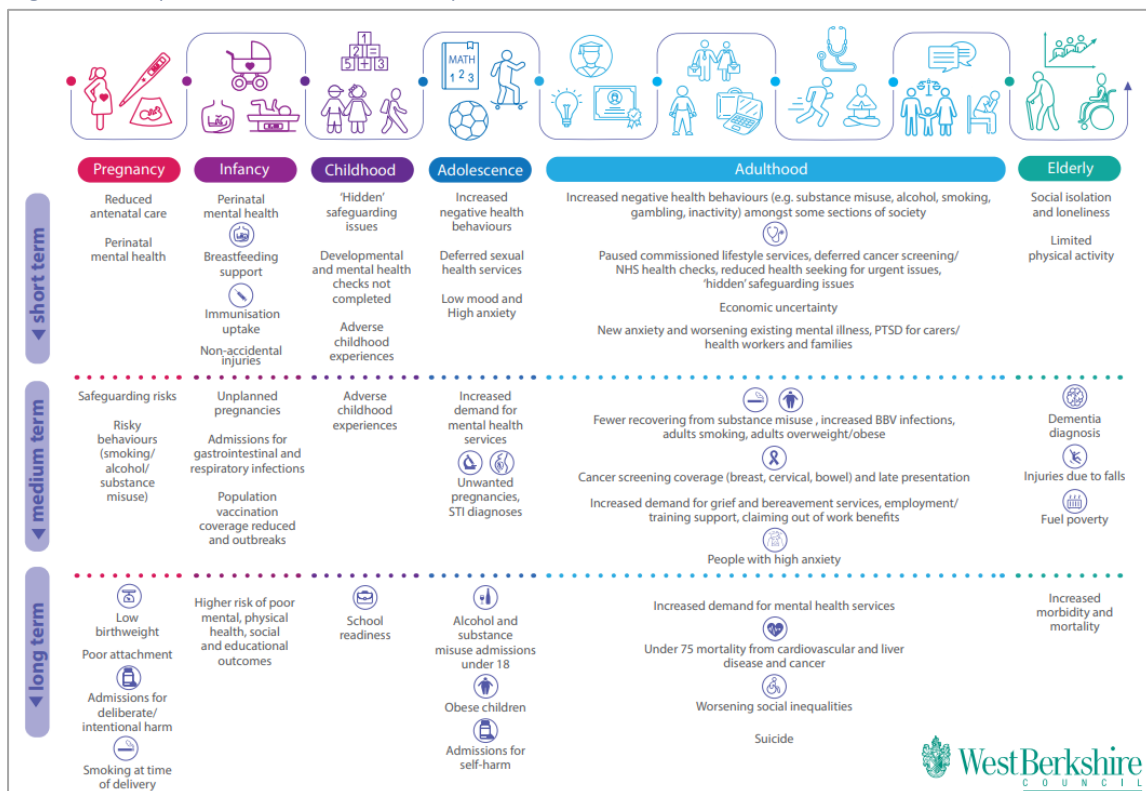 1
2 =
5 + 3
MATH
1 2 3
Pregnancy
Infancy
Childhood
Adolescence
Adulthood
Elderly
short term
Reduced
antenatal care
Perinatal
mental health
Perinatal
mental health
Breastfeeding
support
Immunisation
uptake
Non-accidental
injuries
‘Hidden’
safeguarding
issues
Developmental
and mental health
checks not
completed
Adverse
childhood
experiences
Increased
negative health
behaviours
Deferred sexual
health services
Low mood and
High anxiety
Increased negative health behaviours (e.g. substance misuse, alcohol, smoking,
gambling, inactivity) amongst some sections of society
Paused commissioned lifestyle services, deferred cancer screening/
NHS health checks, reduced health seeking for urgent issues,
‘hidden’ safeguarding issues
Economic uncertainty
New anxiety and worsening existing mental illness, PTSD for carers/
health workers and families
Social isolation
and loneliness
Limited
physical activity
medium term
Safeguarding risks
Risky
behaviours
(smoking/
alcohol/
substance
misuse)
Unplanned
pregnancies
Admissions for
gastrointestinal and
respiratory infections
Population
vaccination
coverage reduced
and outbreaks
Adverse
childhood
experiences
Increased
demand for
mental health
services
Unwanted
pregnancies,
STI diagnoses
Fewer recovering from substance misuse , increased BBV infections,
adults smoking, adults overweight/obese
Cancer screening coverage (breast, cervical, bowel) and late presentation
Increased demand for grief and bereavement services, employment/
training support, claiming out of work benefits
People with high anxiety
Dementia
diagnosis
Injuries due to falls
Fuel poverty
long term
Low
birthweight
Poor attachment
Admissions for
deliberate/
intentional harm
Smoking at time
of delivery
Higher risk of poor
mental, physical
health, social
and educational
outcomes
School
readiness
Alcohol and
substance
misuse admissions
under 18
Obese children
Admissions for
self-harm
Increased demand for mental health services
Under 75 mortality from cardiovascular and liver
disease and cancer
Worsening social inequalities
Suicide
Increased
morbidity and
mortality
West Berkshire
COUNCIL